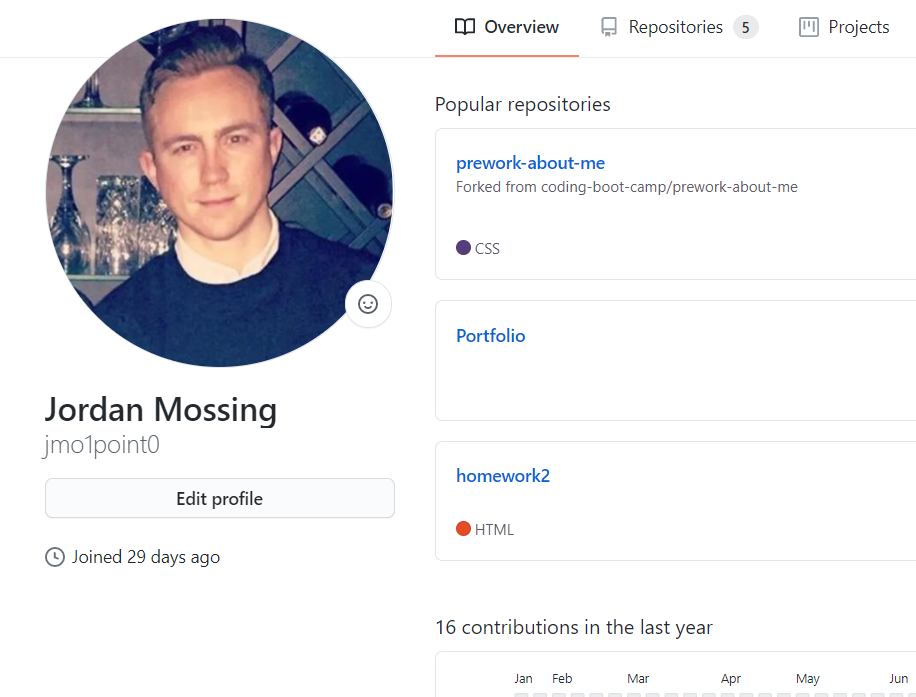 Overview
Repositories 5
Projects
Popular repositories
prework-about-me
Forked from coding-boot-camp/prework-about-me
CSS
Portfolio
homework2
HTML
Jordan Mossing
jmo1point0
Edit profile
Joined 29 days ago
16 contributions in the last year
Jan Feb Mar Apr May Jun